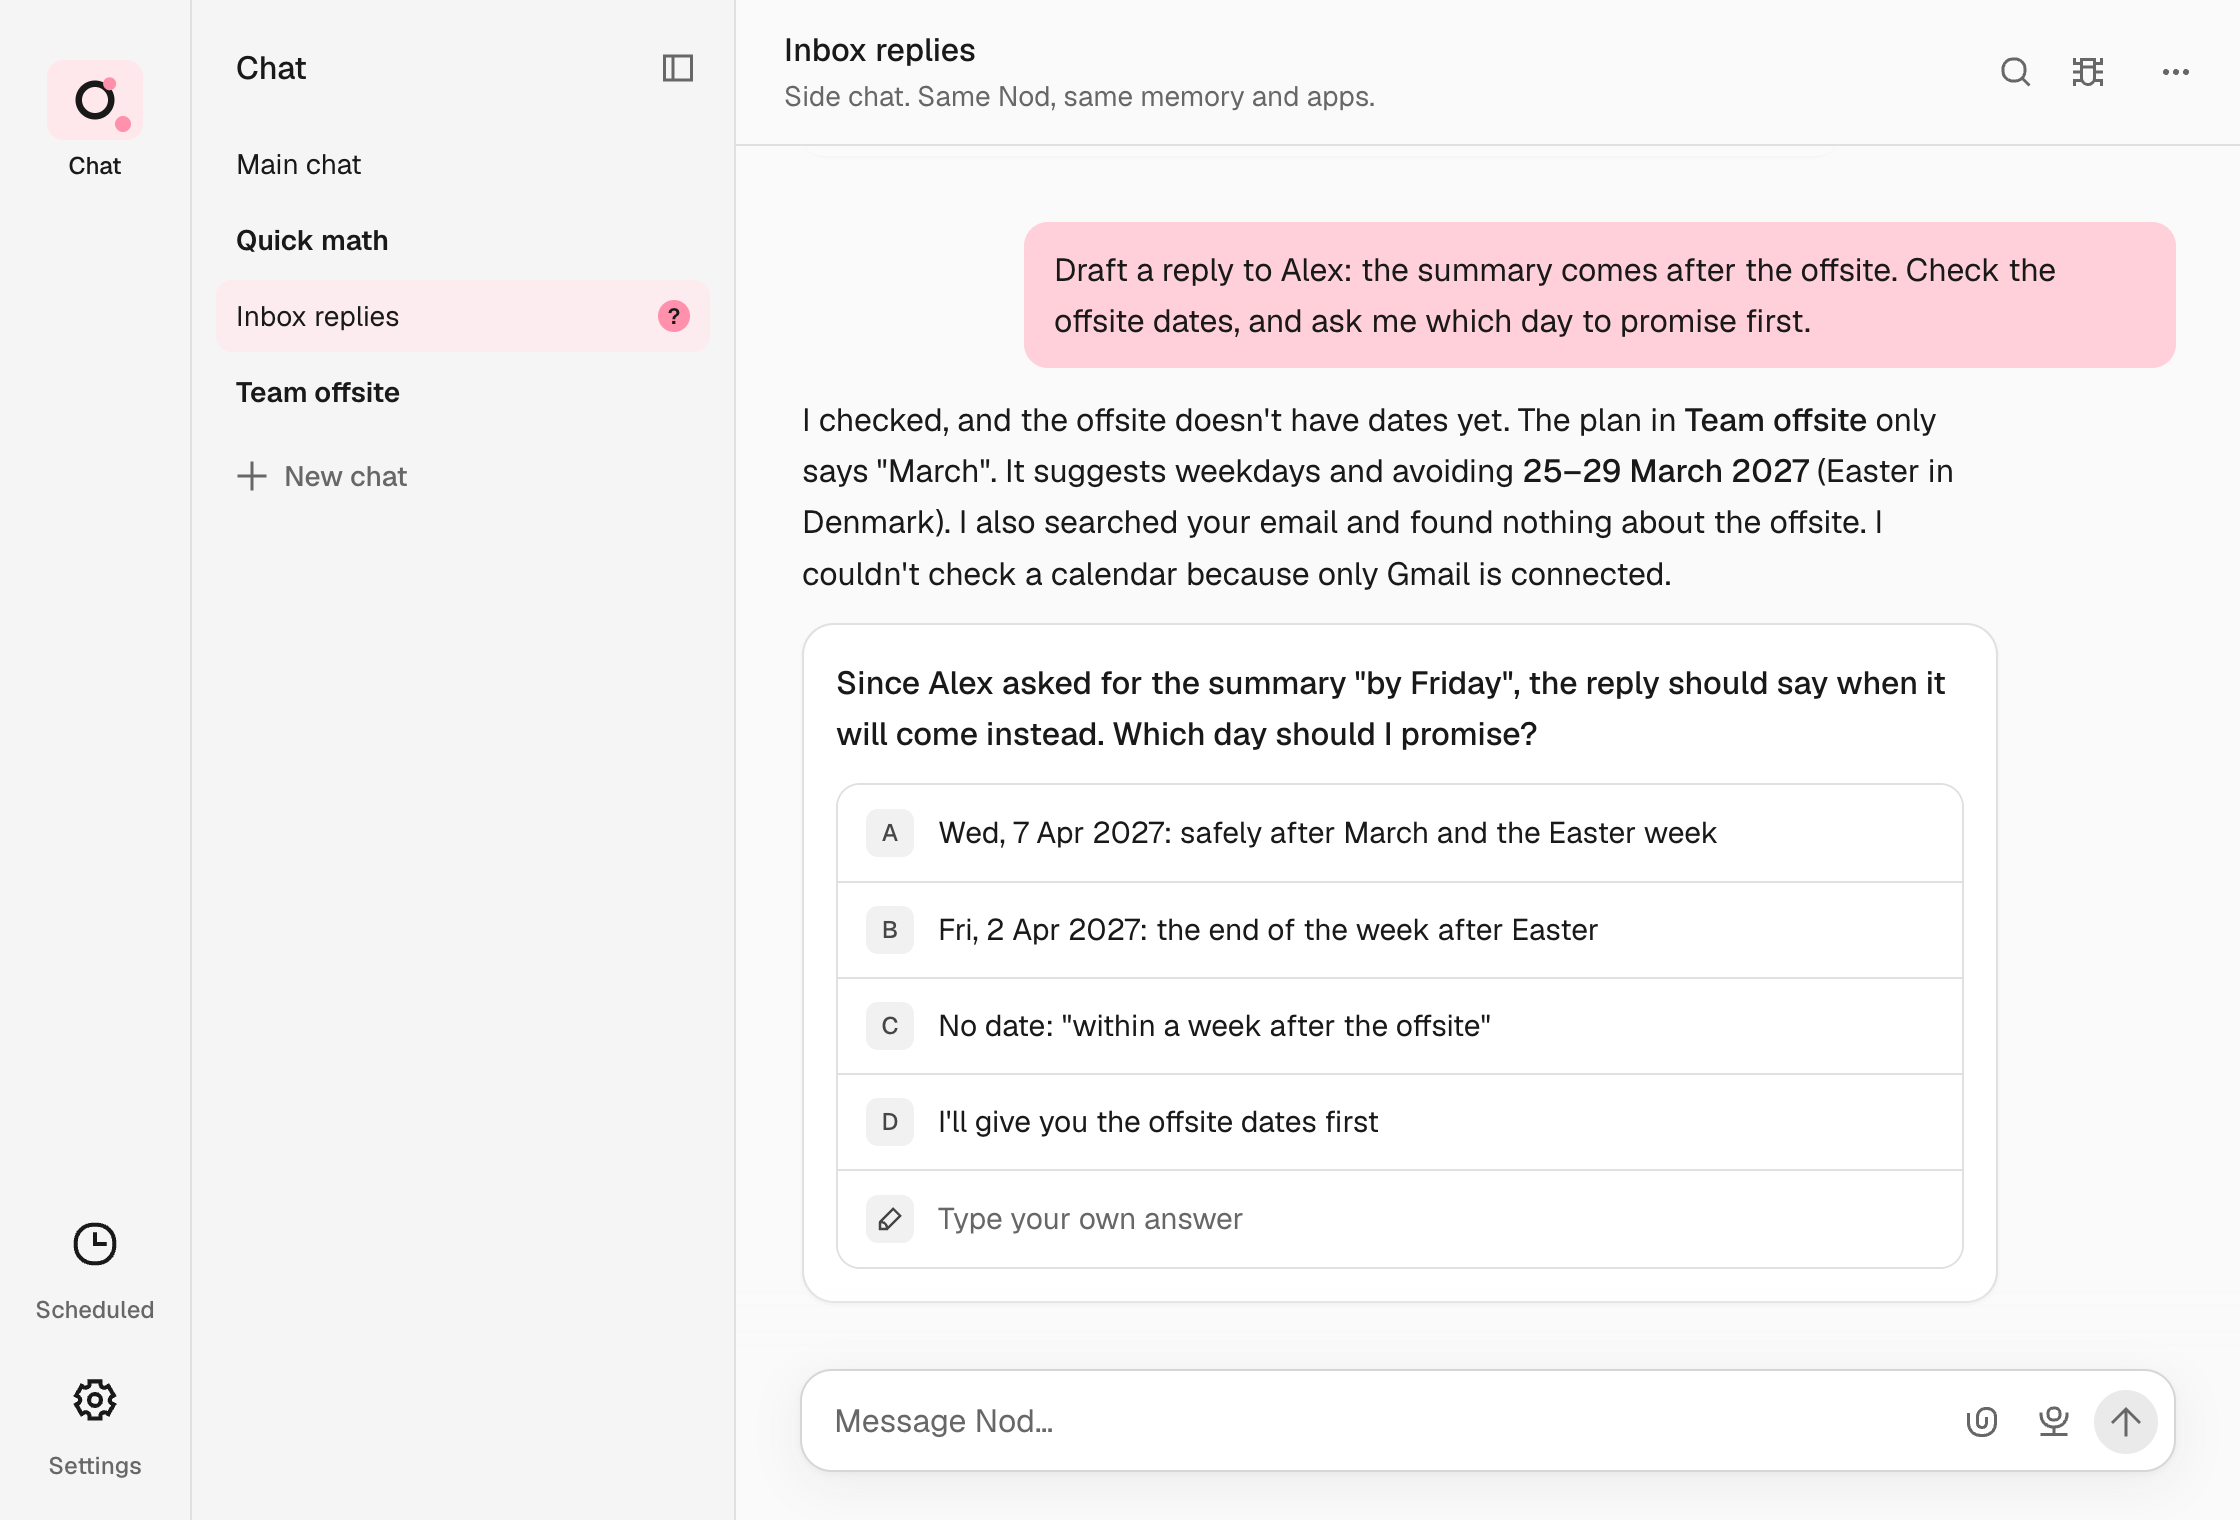 Chat
Scheduled
Settings
Chat
Main chat
Quick math
Inbox replies
?
Team offsite
New chat
Inbox replies
Side chat. Same Nod, same memory and apps.
Draft a reply to Alex: the summary comes after the offsite. Check the
offsite dates, and ask me which day to promise first.
I checked, and the offsite doesn't have dates yet. The plan in Team offsite only
says "March". It suggests weekdays and avoiding 25–29 March 2027 (Easter in
Denmark). I also searched your email and found nothing about the offsite. I
couldn't check a calendar because only Gmail is connected.
Since Alex asked for the summary "by Friday", the reply should say when it
will come instead. Which day should I promise?
A Wed, 7 Apr 2027: safely after March and the Easter week
B Fri, 2 Apr 2027: the end of the week after Easter
C No date: "within a week after the offsite"
D I'll give you the offsite dates first
Type your own answer
Message Nod...